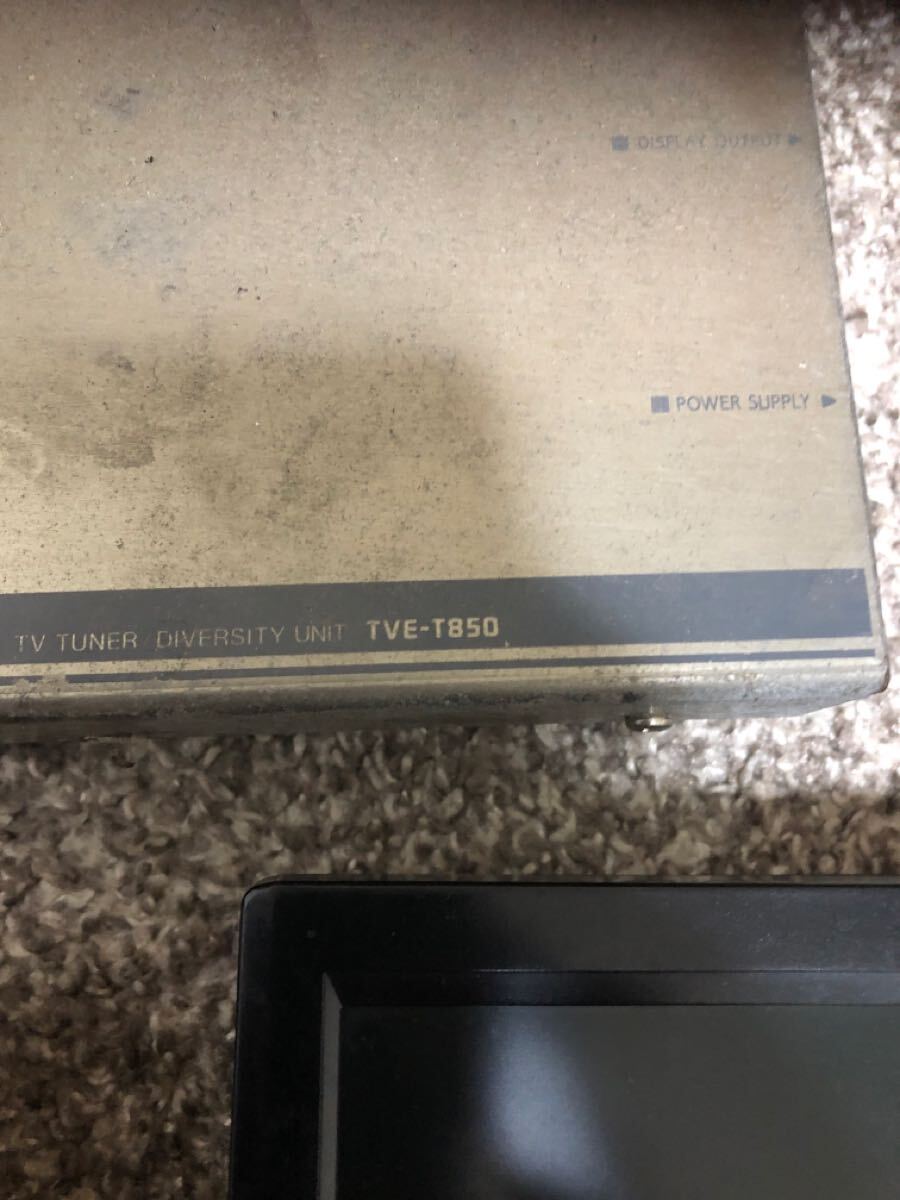 DISPLAY OUTPUT
POWER SUPPLY
TV TUNER/DIVERSITY UNIT TVE-T850